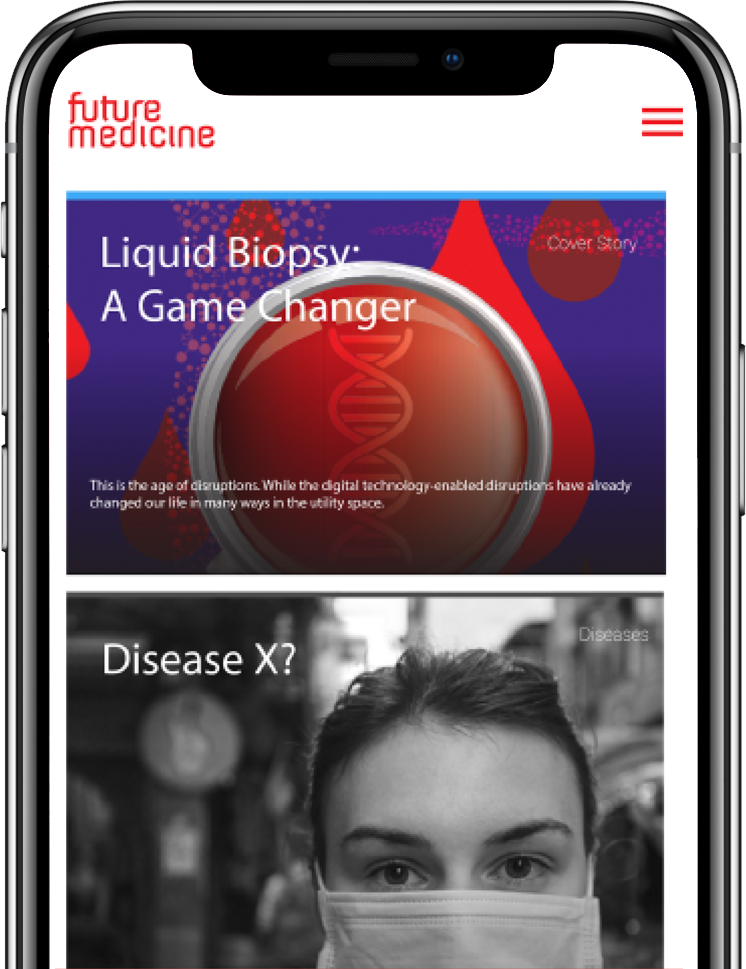 future
medicine
Cover Story
Liquid Biopsy:
A Game Changer
This is the age of disruptions. While the digital technology-enabled disruptions have already
changed our life in many ways in the utility space.
Diseases
Disease X?